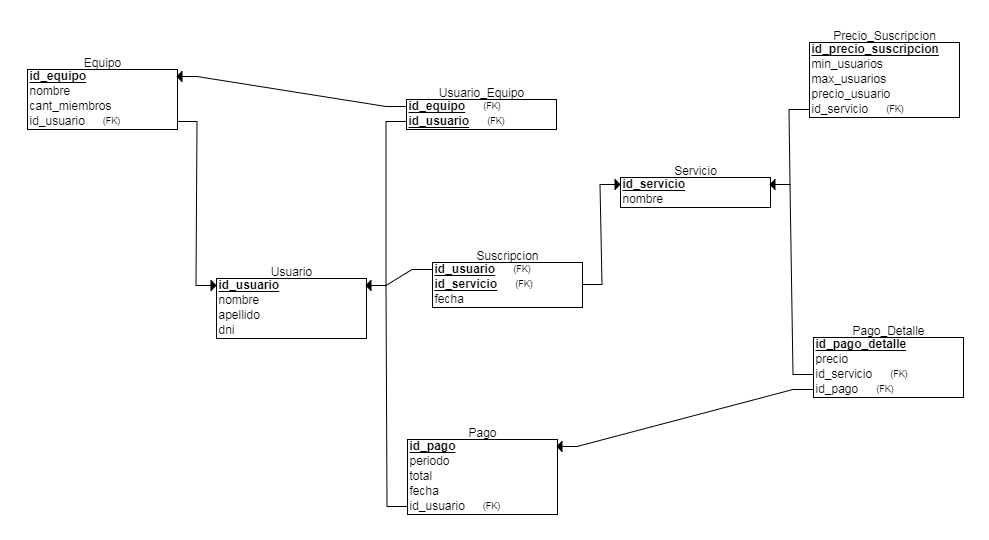 Equipo
id_equipo
nombre
cant_miembros
id_usuario (FK)
Usuario_Equipo
id_equipo (FK)
id_usuario (FK)
Precio_Suscripcion
id_precio_suscripcion
min_usuarios
max_usuarios
precio_usuario
id_servicio (FK)
Servicio
id_servicio
nombre
Suscripcion
id_usuario (FK)
id_servicio (FK)
fecha
Usuario
id_usuario
nombre
apellido
dni
Pago_Detalle
id_pago_detalle
precio
id_servicio (FK)
id_pago (FK)
Pago
id_pago
periodo
total
fecha
id_usuario (FK)